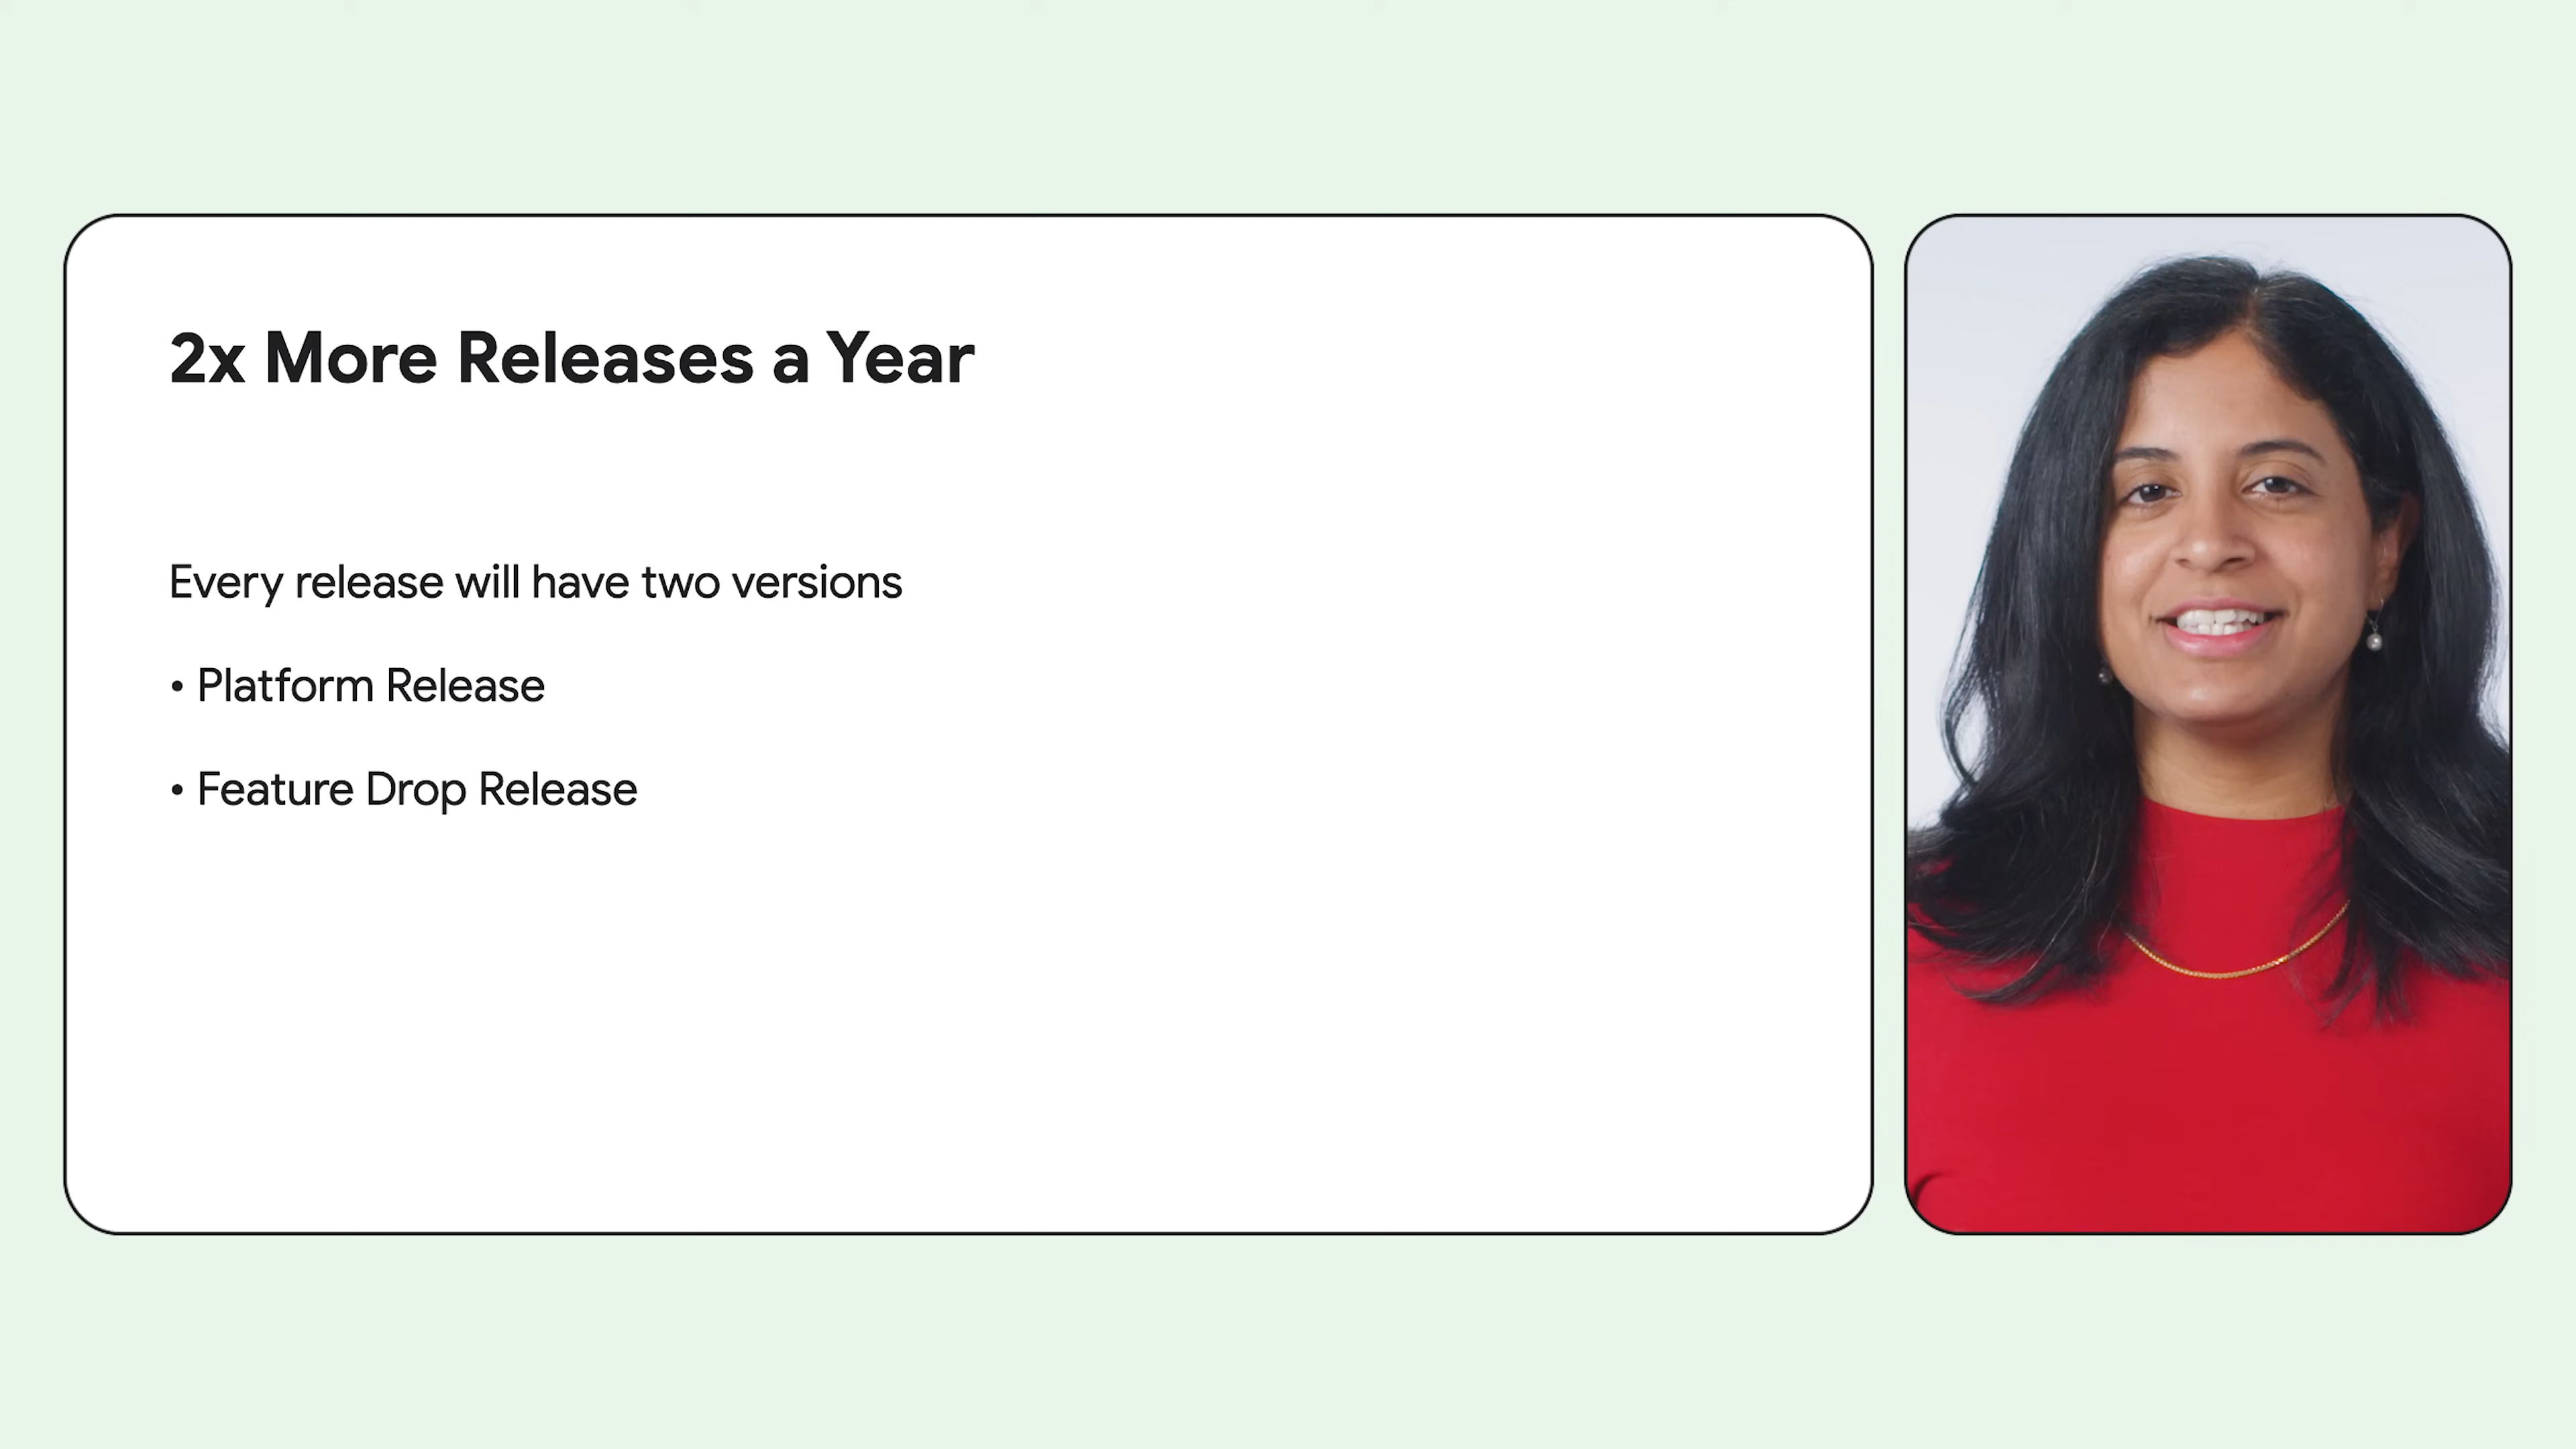 2x More Releases a Year
Every release will have two versions
• Platform Release
• Feature Drop Release